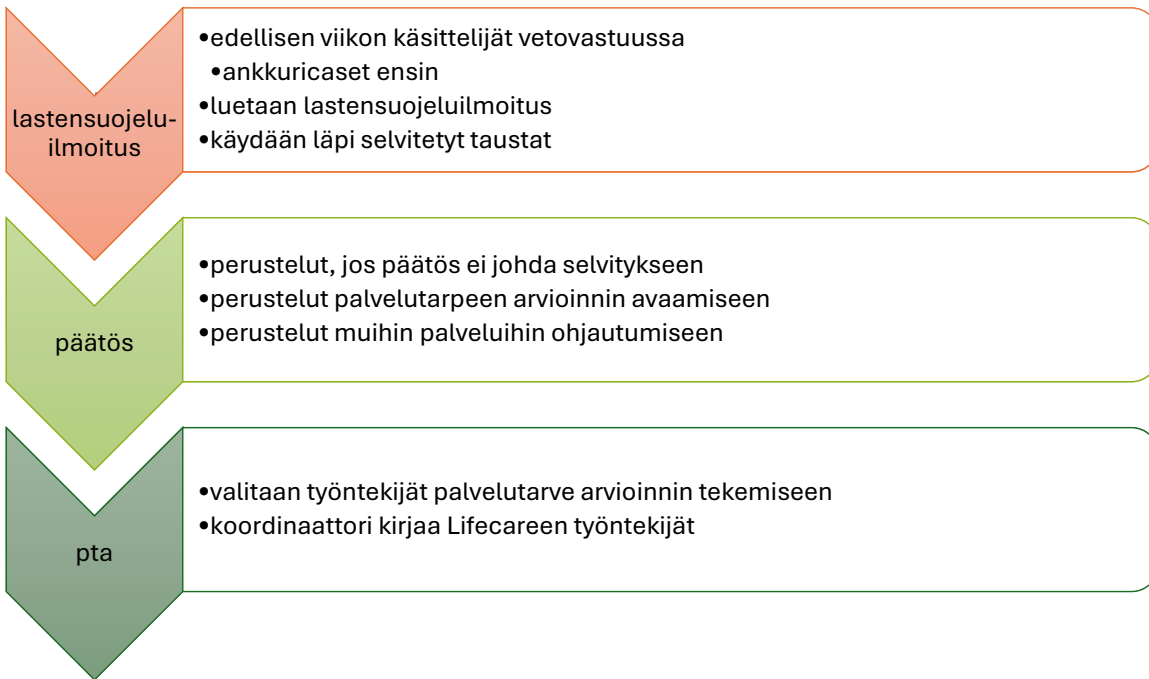 lastensuojelu-
ilmoitus
•edellisen viikon käsittelijät vetovastuussa
•ankkuricaset ensin
•luetaan lastensuojeluilmoitus
•käydään läpi selvitetyt taustat
päätös
•perustelut, jos päätös ei johda selvitykseen
•perustelut palvelutarpeen arvioinnin avaamiseen
•perustelut muihin palveluihin ohjautumiseen
pta
•valitaan työntekijät palvelutarve arvioinnin tekemiseen
•koordinaattori kirjaa Lifecareen työntekijät